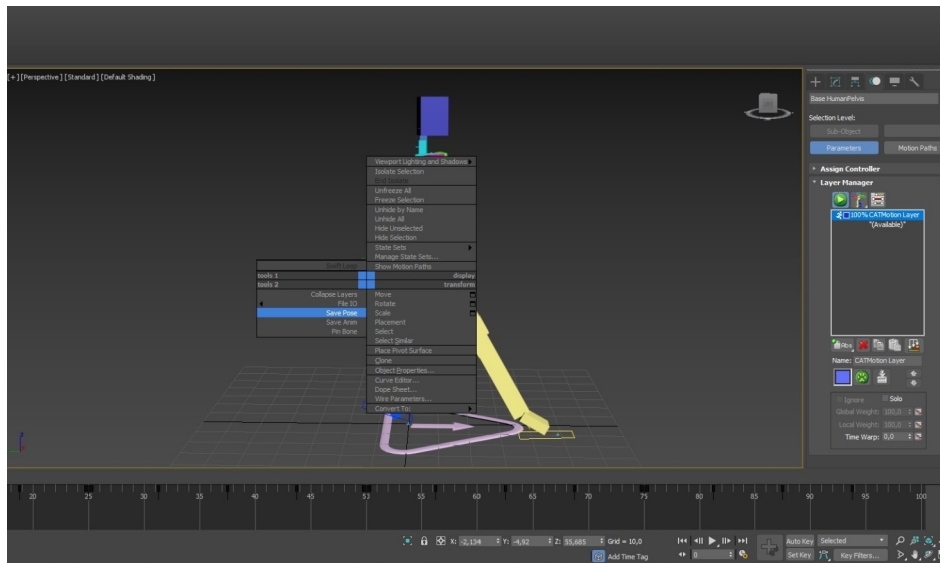 [+] [Perspective] [Standard] [Default Shading]
Base HumanPelvis
Selection Level:
Sub-Object
Parameters
Motion Paths
Assign Controller
Layer Manager
100% CATMotion Layer
"(Available)"
Abs
Name: CATMotion Layer
Ignore
Solo
Global Weight: 100,0
Local Weight: 100,0
Time Warp: 0,0
Viewport Lighting and Shadows
Isolate Selection
End Isolate
Unfreeze All
Freeze Selection
Unhide by Name
Unhide All
Hide Unselected
Hide Selection
State Sets
Manage State Sets...
Show Motion Paths
tools 1
display
tools 2
transform
Collapse Layers
File IO
Save Pose
Save Anim
Pin Bone
Move
Rotate
Scale
Placement
Select
Select Similar
Place Pivot Surface
Clone
Object Properties...
Curve Editor...
Dope Sheet...
Wire Parameters...
Convert To:
20 25 30 35 40 45 55 60 65 70 75 80 85 90 95 100
X: -2,134 Y: -4,92 Z: 55,685 Grid = 10,0
Add Time Tag
0
Auto Key Selected
Set Key Key Filters...